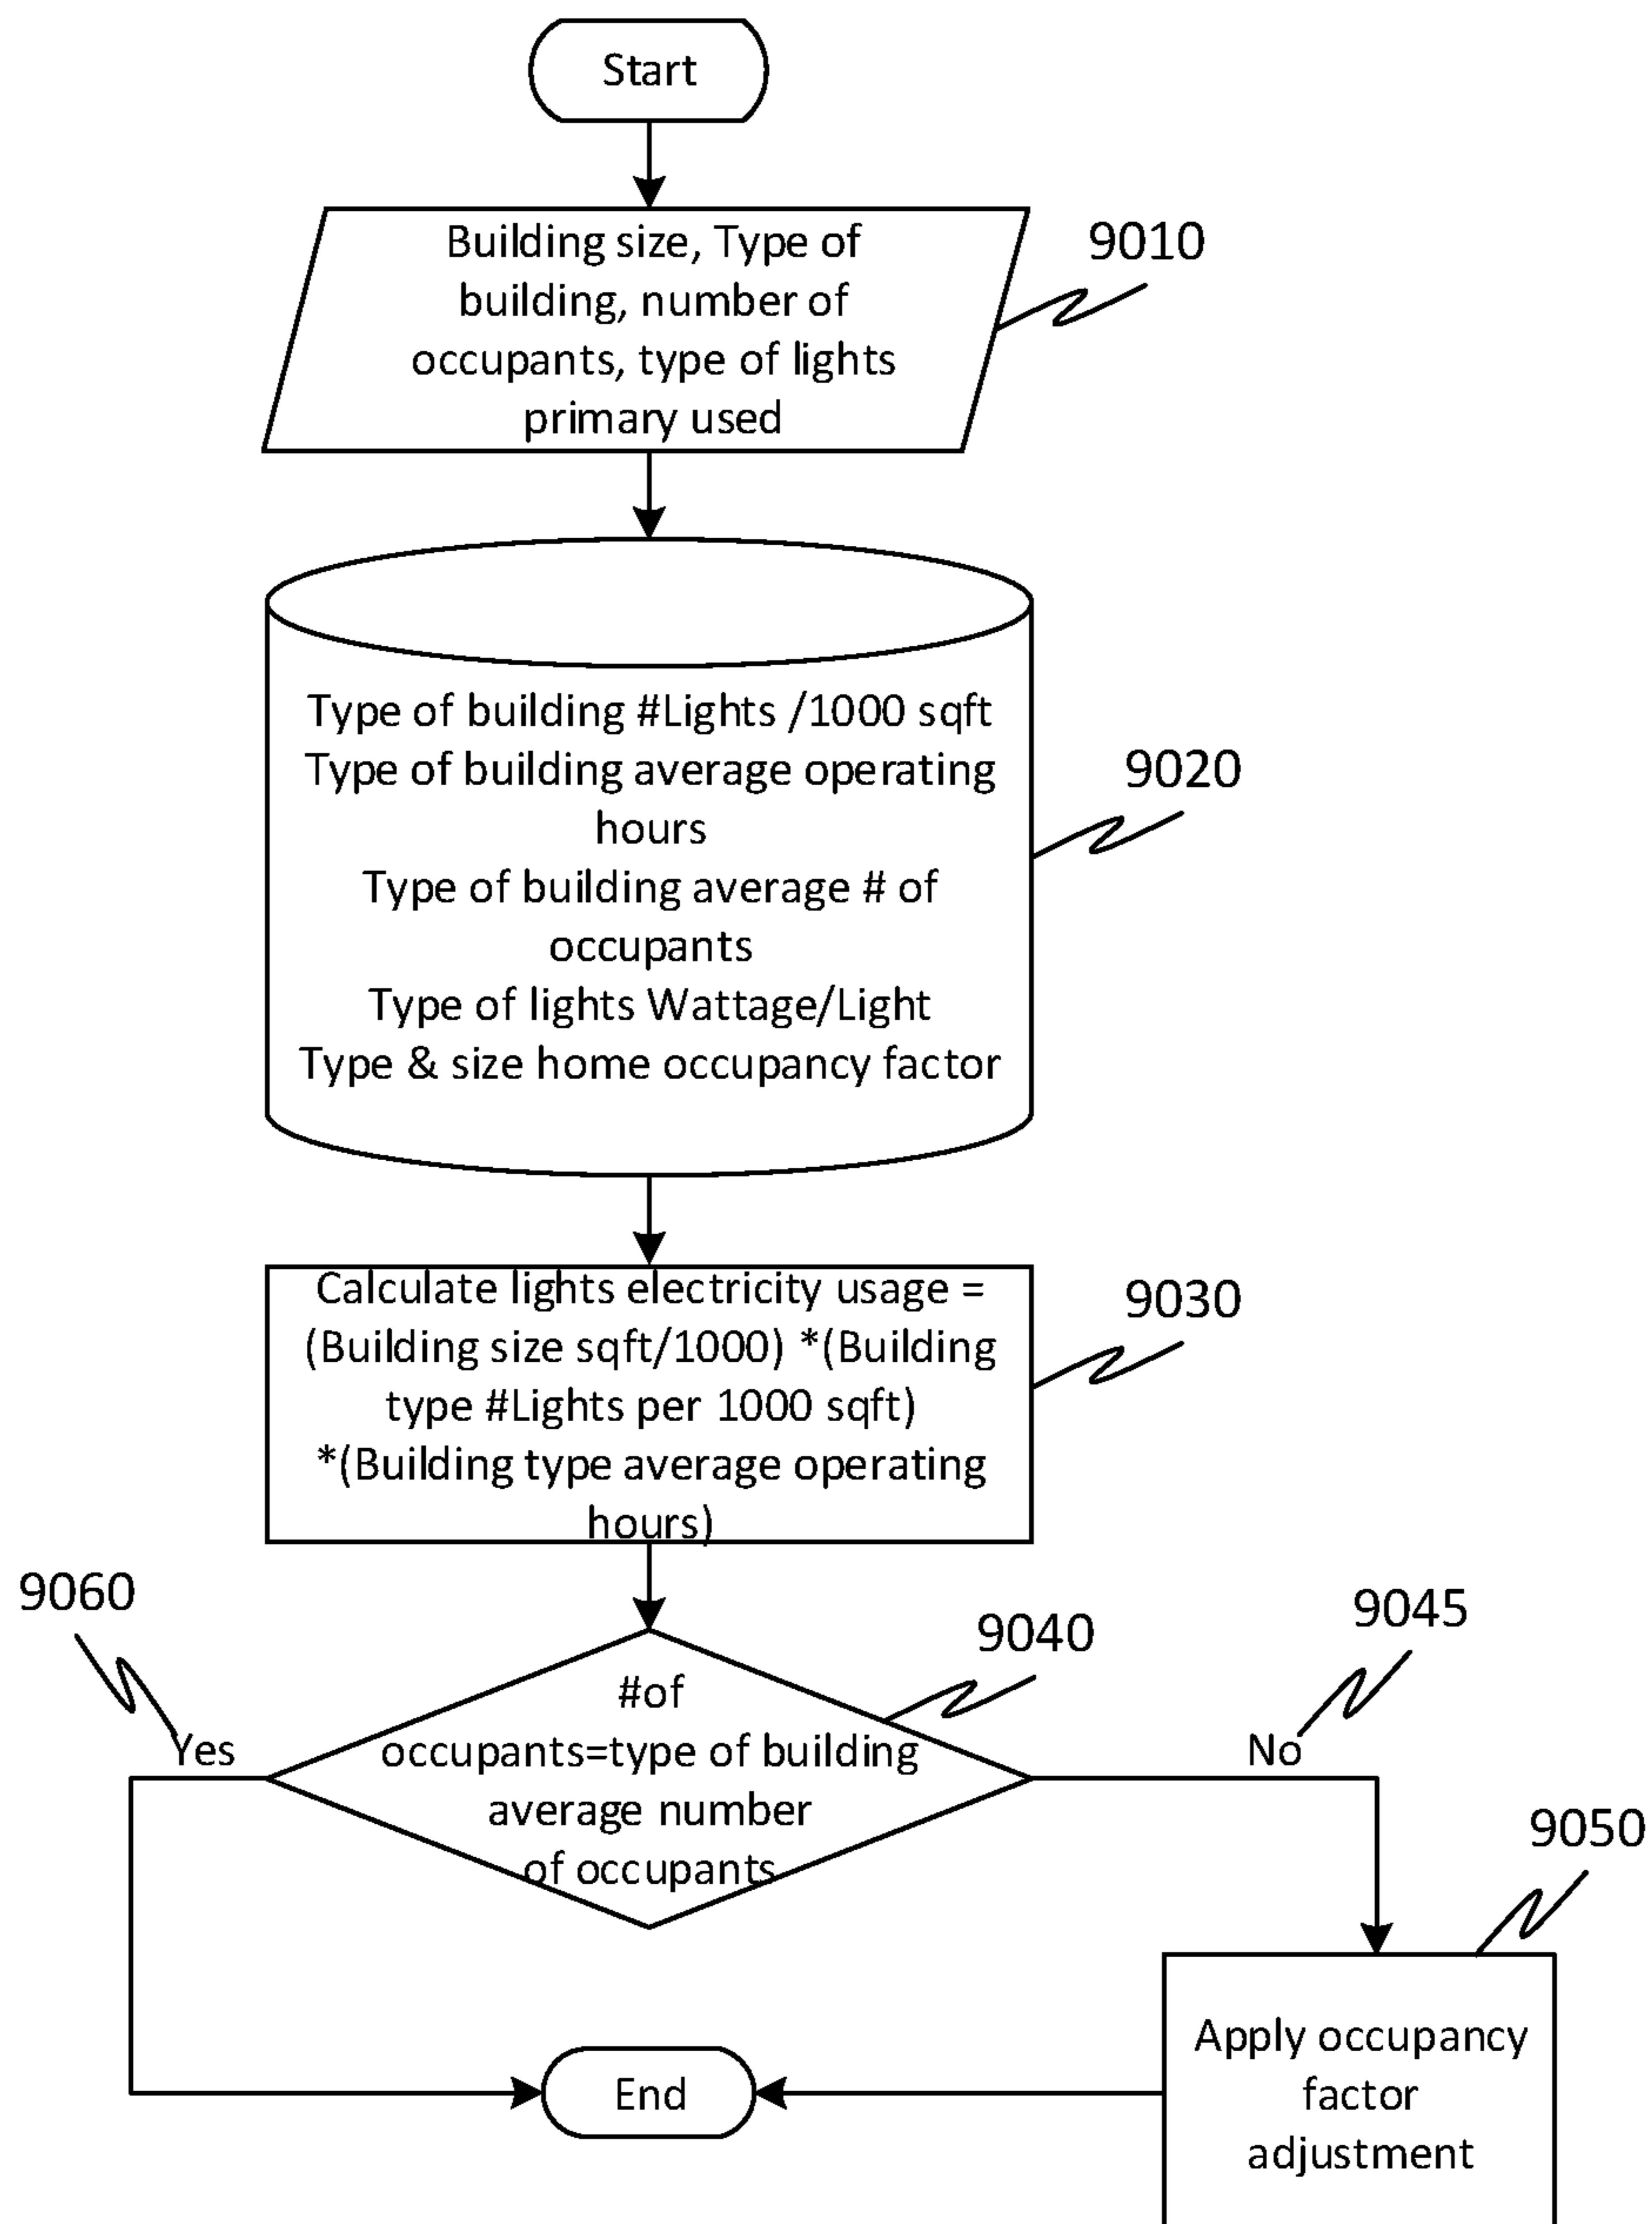 Start
Building size, Type of
building, number of
occupants, type of lights
primary used
9010
Type of building #Lights /1000 sqft
Type of building average operating
hours
Type of building average # of
occupants
Type of lights Wattage/Light
Type & size home occupancy factor
9020
Calculate lights electricity usage =
(Building size sqft/1000) *(Building
type #Lights per 1000 sqft)
*(Building type average operating
hours)
9030
9060
9040
9045
#of
occupants=type of building
average number
of occupants
Yes
No
9050
Apply occupancy
factor
adjustment
End